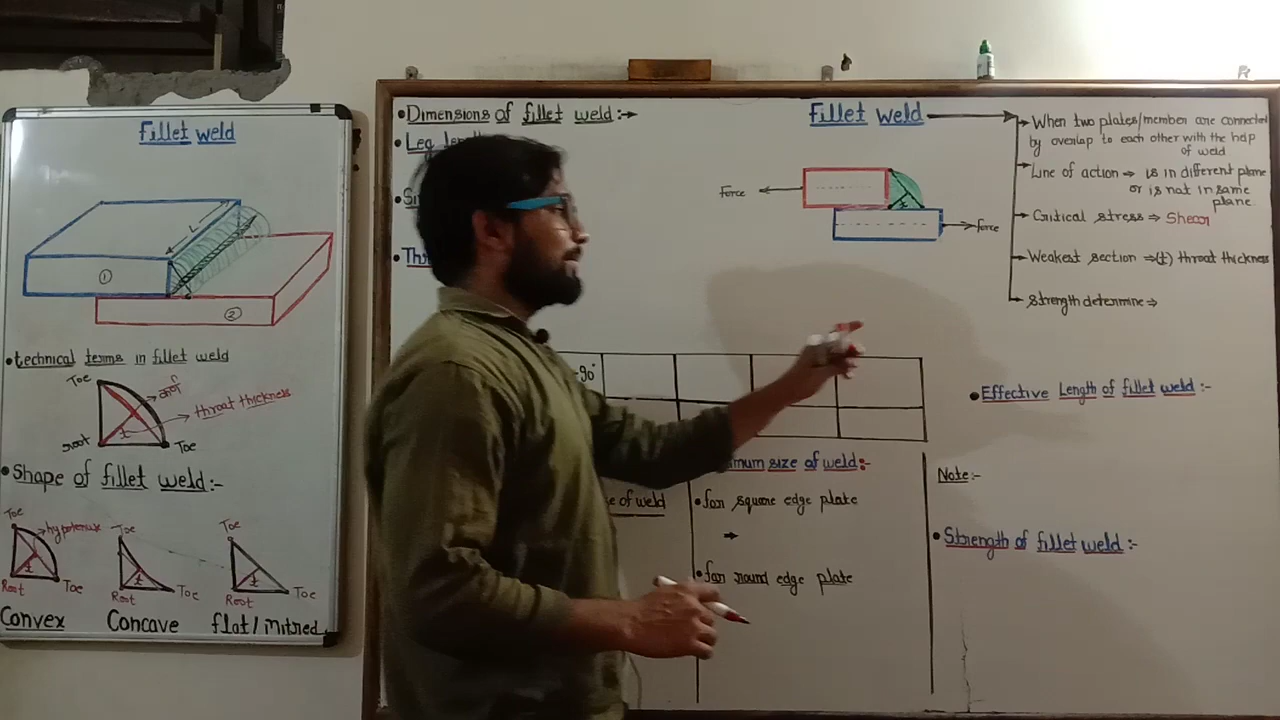 Fillet weld
L
1
2
•technical terms in fillet weld
Toe
कर्ण
throat thickness
t
root
Toe
•Shape of fillet weld:-
Toe
hypotenuse
t
Root
Toe
Convex
Toe
t
Root
Toe
Concave
Toe
t
Root
Toe
flat/mitred
•Dimensions of fillet weld:→
•Leg
•
•
-90°
e of weld
mum size of weld:-
•for square edge plate
→
•for round edge plate
Fillet weld
Force
t
force
→When two plates/member are connected
by overlap to each other with the help
of weld
→Line of action ⇒ is in different plane
or is not in same
plane.
→Critical stress ⇒ Shear
→Weakest section ⇒(t) throat thickness
→Strength determine ⇒
•Effective Length of fillet weld:-
Note:-
•Strength of fillet weld:-